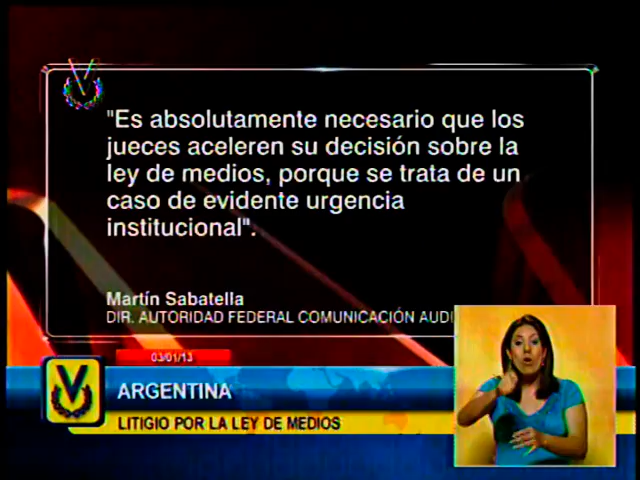 "Es absolutamente necesario que los
jueces aceleren su decisión sobre la
ley de medios, porque se trata de un
caso de evidente urgencia
institucional".
Martín Sabatella
DIR. AUTORIDAD FEDERAL COMUNICACIÓN AUDI
03/01/13
V
ARGENTINA
LITIGIO POR LA LEY DE MEDIOS